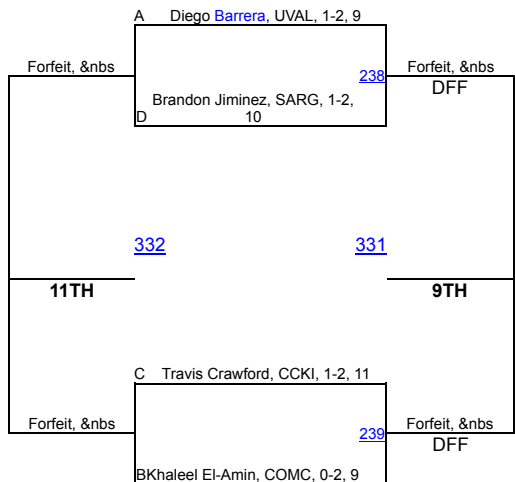 A Diego Barrera, UVAL, 1-2, 9
Forfeit, &nbs
238
Forfeit, &nbs
DFF
Brandon Jiminez, SARG, 1-2,
D 10
332
331
11TH
9TH
C Travis Crawford, CCKI, 1-2, 11
Forfeit, &nbs
239
Forfeit, &nbs
DFF
BKhaleel El-Amin, COMC, 0-2, 9